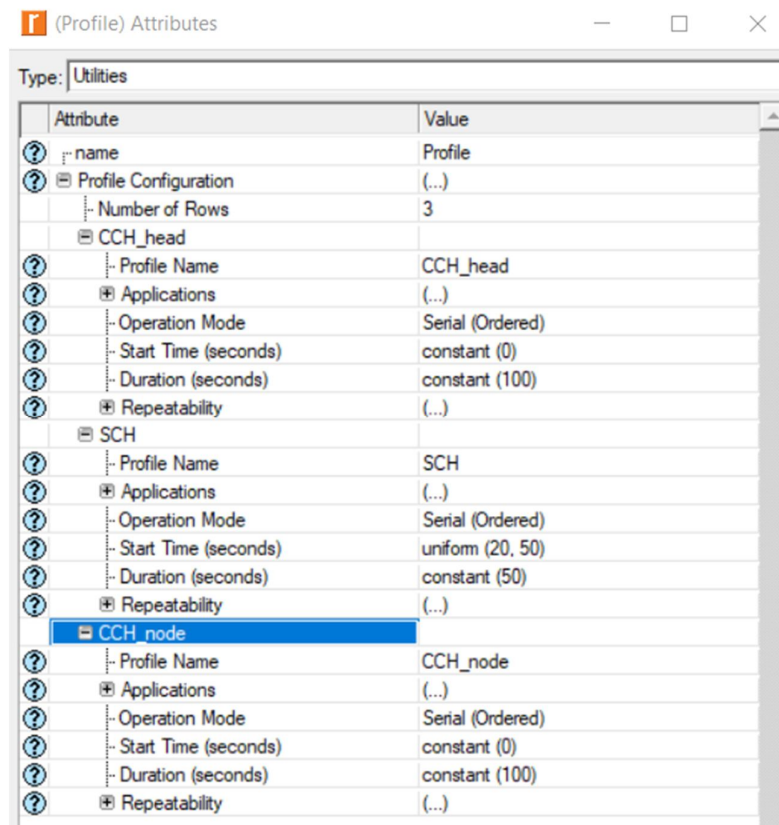 (Profile) Attributes
Type: Utilities
Attribute Value
name Profile
Profile Configuration (...)
Number of Rows 3
CCH_head
Profile Name CCH_head
Applications (...)
Operation Mode Serial (Ordered)
Start Time (seconds) constant (0)
Duration (seconds) constant (100)
Repeatability (...)
SCH
Profile Name SCH
Applications (...)
Operation Mode Serial (Ordered)
Start Time (seconds) uniform (20, 50)
Duration (seconds) constant (50)
Repeatability (...)
CCH_node
Profile Name CCH_node
Applications (...)
Operation Mode Serial (Ordered)
Start Time (seconds) constant (0)
Duration (seconds) constant (100)
Repeatability (...)